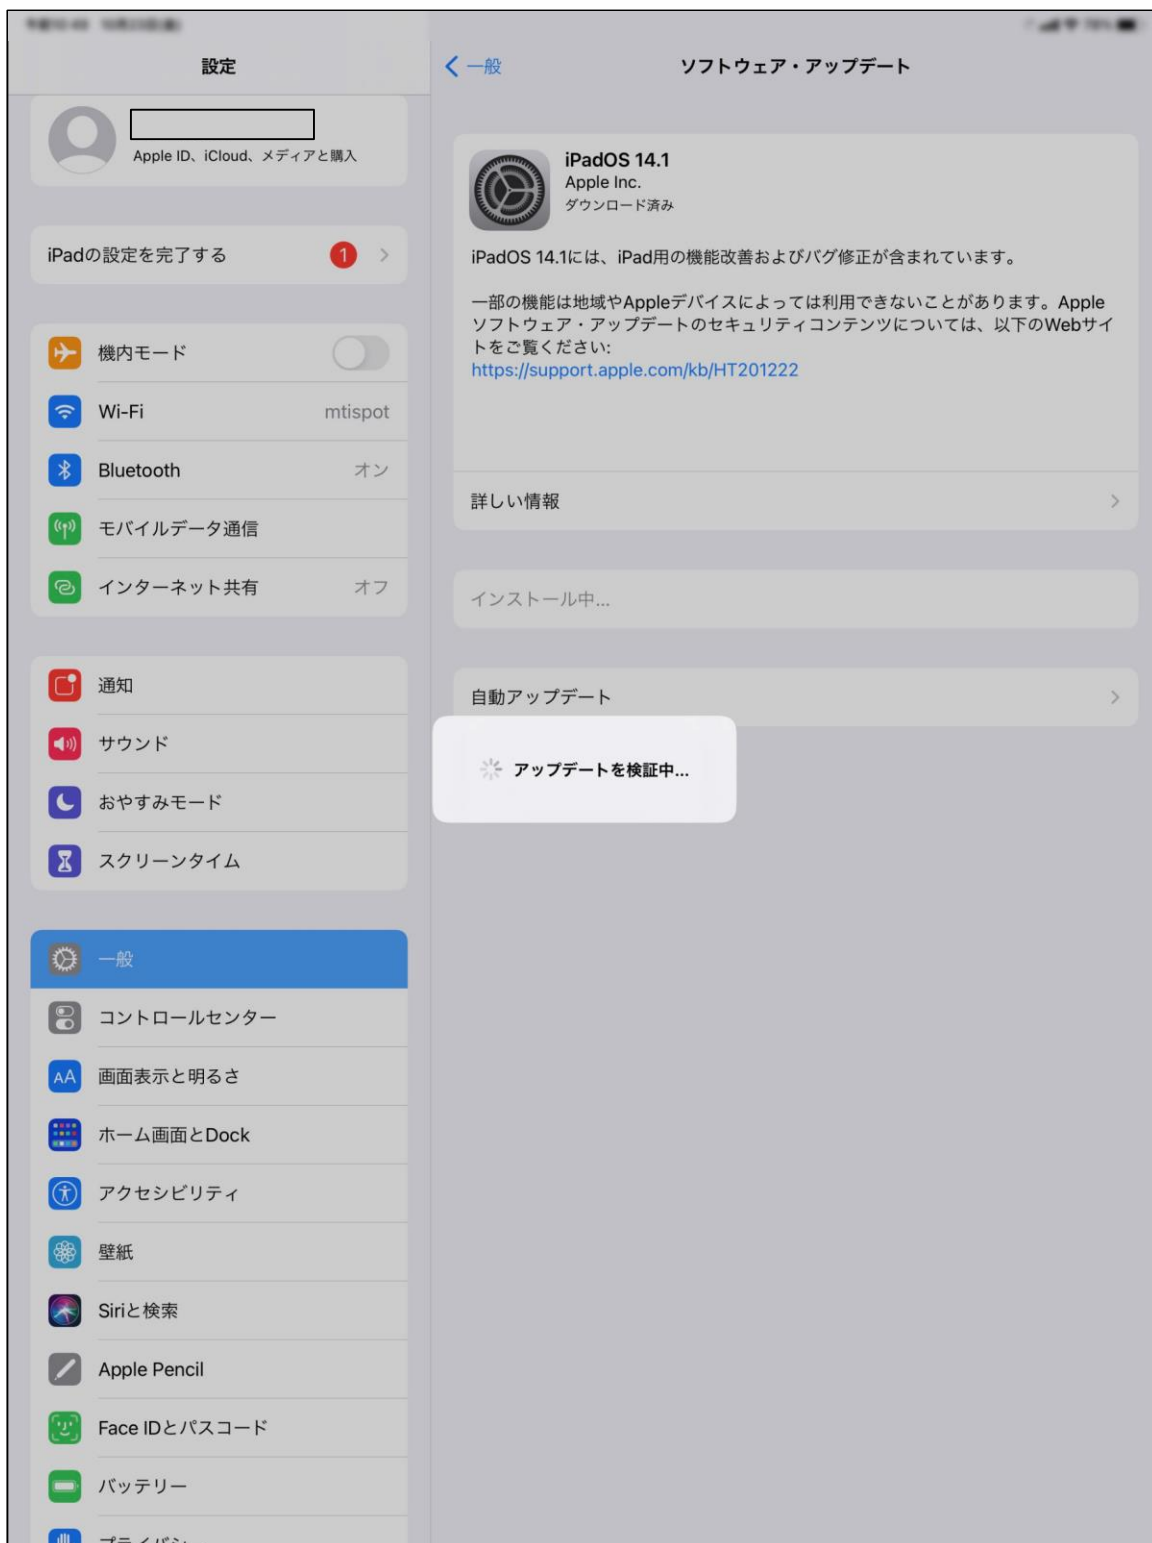 設定
Apple ID、iCloud、メディアと購入
iPadの設定を完了する
1
機内モード
Wi-Fi
mtispot
Bluetooth
オン
モバイルデータ通信
インターネット共有
オフ
通知
サウンド
おやすみモード
スクリーンタイム
一般
コントロールセンター
AA
画面表示と明るさ
ホーム画面とDock
アクセシビリティ
壁紙
Siriと検索
Apple Pencil
Face IDとパスコード
バッテリー
一般
ソフトウェア・アップデート
iPadOS 14.1
Apple Inc.
ダウンロード済み
iPadOS 14.1には、iPad用の機能改善およびバグ修正が含まれています。
一部の機能は地域やAppleデバイスによっては利用できないことがあります。Apple
ソフトウェア・アップデートのセキュリティコンテンツについては、以下のWebサイ
トをご覧ください:
https://support.apple.com/kb/HT201222
詳しい情報
インストール中...
自動アップデート
アップデートを検証中...